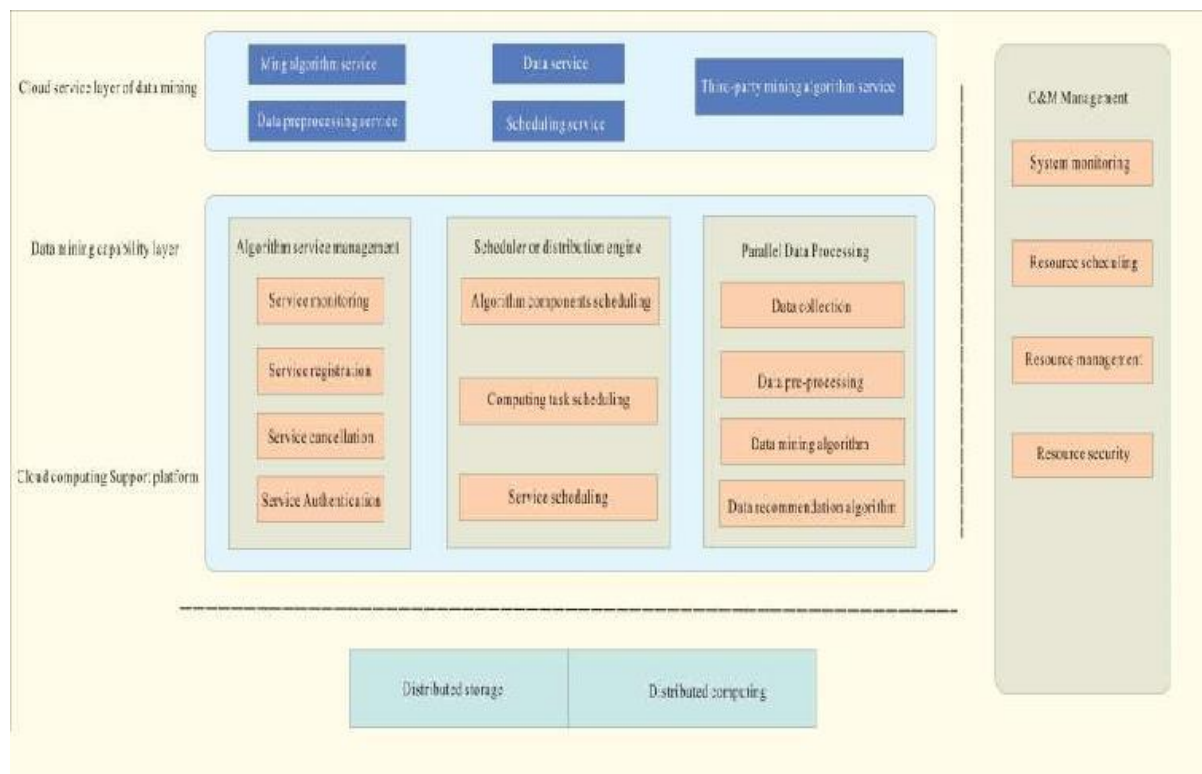 Cloud service layer of data mining
Ming algorithm service
Data service
Third-party mining algorithm service
Data preprocessing service
Scheduling service
C&M Management
System monitoring
Resource scheduling
Resource management
Resource security
Data mining capability layer
Algorithm service management
Service monitoring
Service registration
Service cancellation
Service Authentication
Scheduler or distribution engine
Algorithm components scheduling
Computing task scheduling
Service scheduling
Parallel Data Processing
Data collection
Data pre-processing
Data mining algorithm
Data recommendation algorithm
Cloud computing Support platform
Distributed storage
Distributed computing